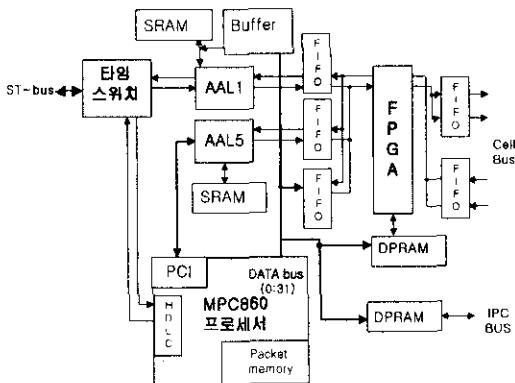 SRAM
Buffer
타임
스위치
ST-bus
AAL1
AAL5
SRAM
FIFO
FIFO
FIFO
FPGA
FIFO
FIFO
Cell
Bus
DPRAM
PCI
DATA bus
(0:31)
MPC860
프로세서
HDLC
Packet
memory
DPRAM
IPC
BUS